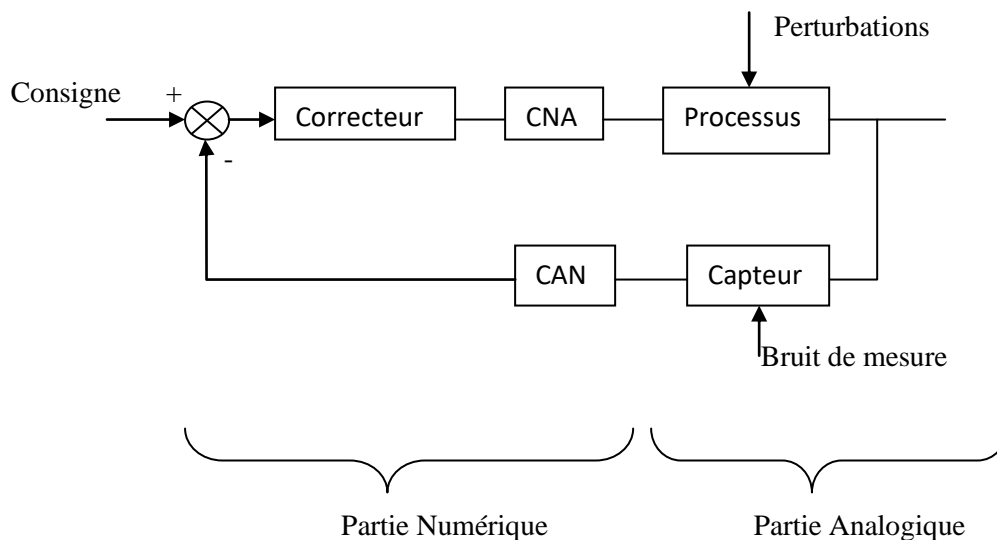 Perturbations
Consigne
+
Correcteur
CNA
Processus
-
CAN
Capteur
Bruit de mesure
Partie Numérique
Partie Analogique